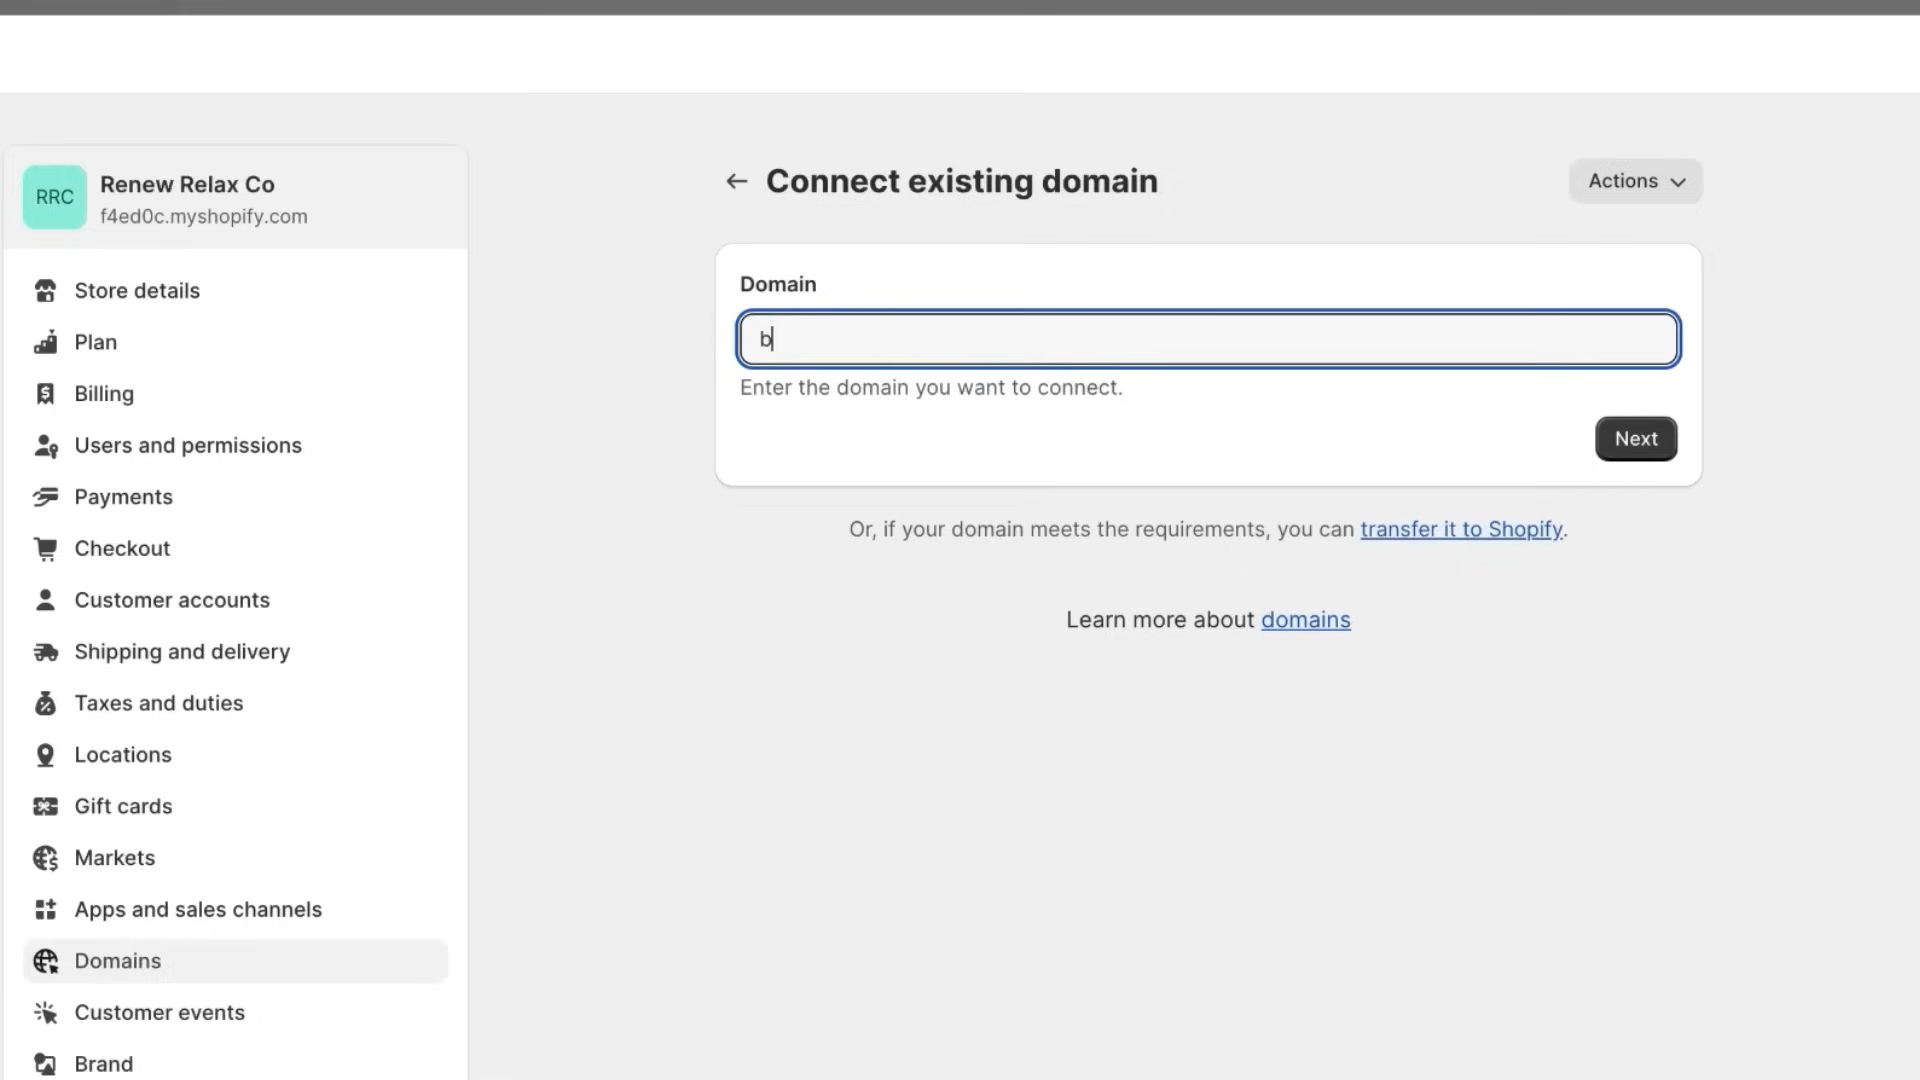 RRC
Renew Relax Co
f4ed0c.myshopify.com
Store details
Plan
Billing
Users and permissions
Payments
Checkout
Customer accounts
Shipping and delivery
Taxes and duties
Locations
Gift cards
Markets
Apps and sales channels
Domains
Customer events
Brand
Connect existing domain
Actions
Domain
b
Enter the domain you want to connect.
Next
Or, if your domain meets the requirements, you can transfer it to Shopify.
Learn more about domains